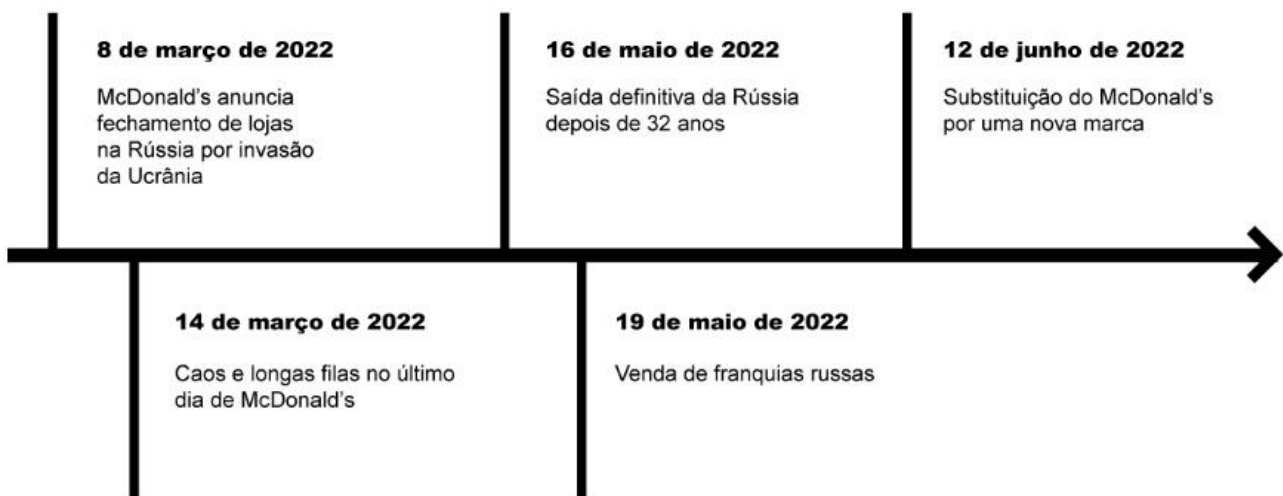 8 de março de 2022
McDonald’s anuncia
fechamento de lojas
na Rússia por invasão
da Ucrânia
14 de março de 2022
Caos e longas filas no último
dia de McDonald’s
16 de maio de 2022
Saída definitiva da Rússia
depois de 32 anos
19 de maio de 2022
Venda de franquias russas
12 de junho de 2022
Substituição do McDonald’s
por uma nova marca